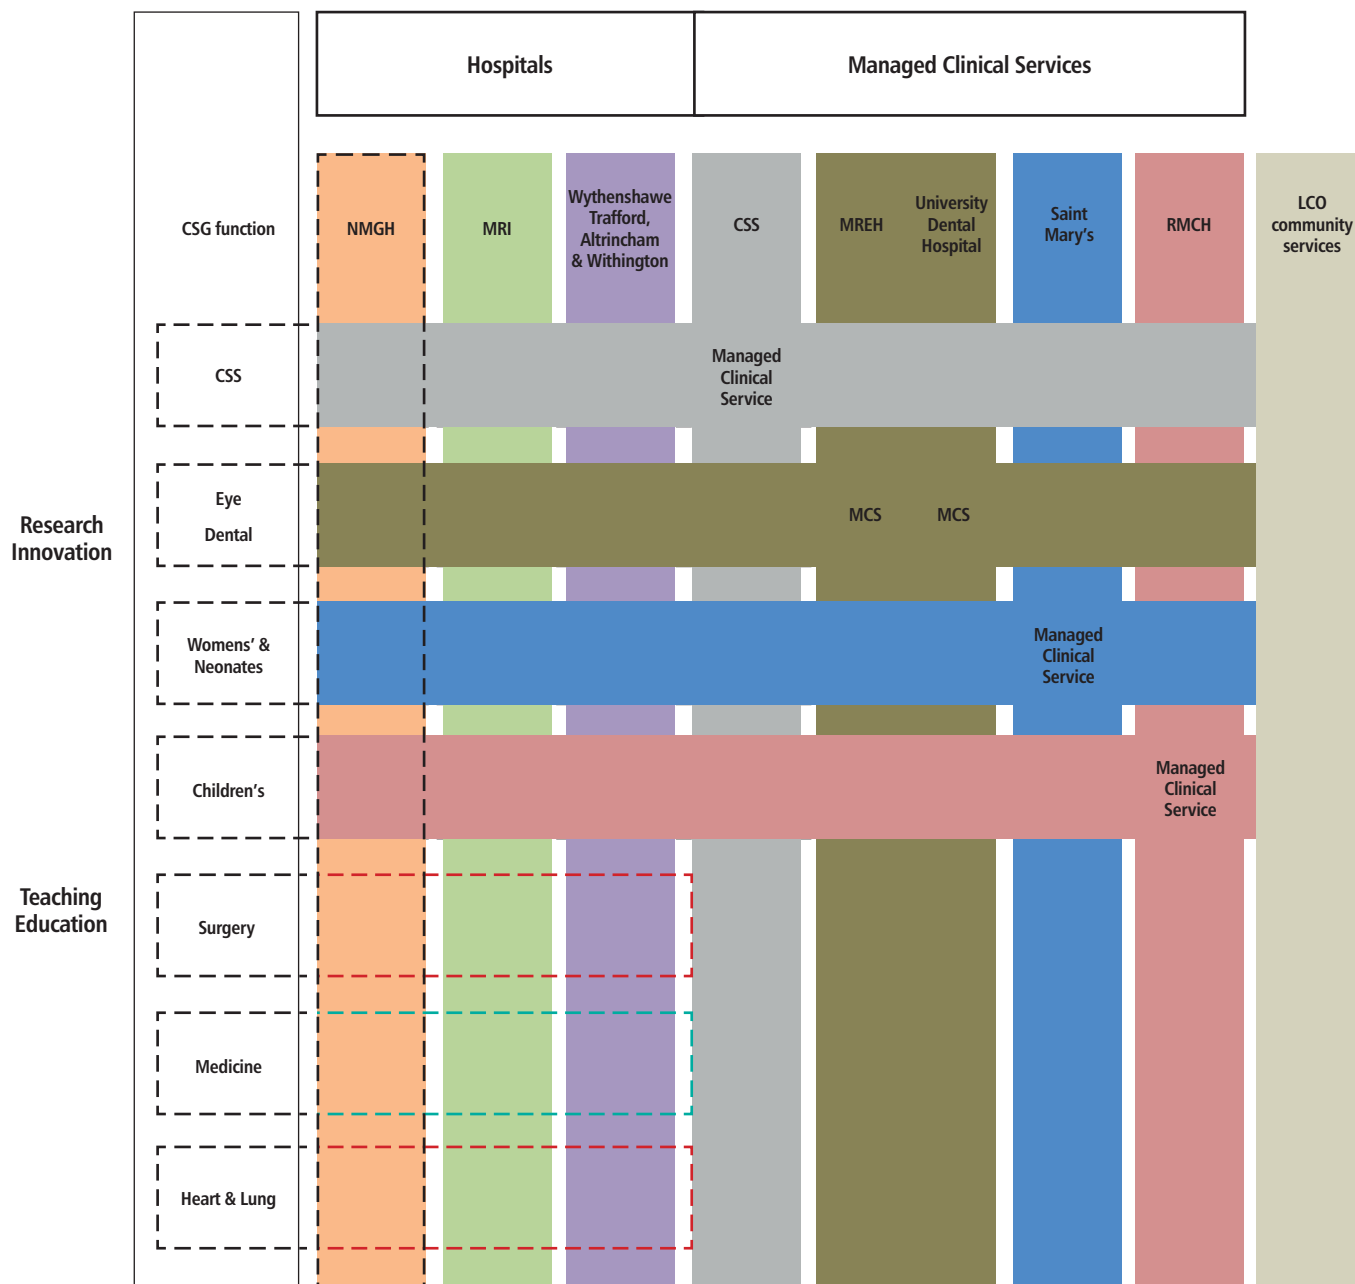 Hospitals
Managed Clinical Services
CSG function
NMGH
MRI
Wythenshawe
Trafford,
Altrincham
& Withington
CSS
MREH
University
Dental
Hospital
Saint
Mary’s
RMCH
LCO
community
services
CSS
Managed
Clinical
Service
Research
Innovation
Eye
Dental
MCS
MCS
Womens’ &
Neonates
Managed
Clinical
Service
Children’s
Managed
Clinical
Service
Teaching
Education
Surgery
Medicine
Heart & Lung